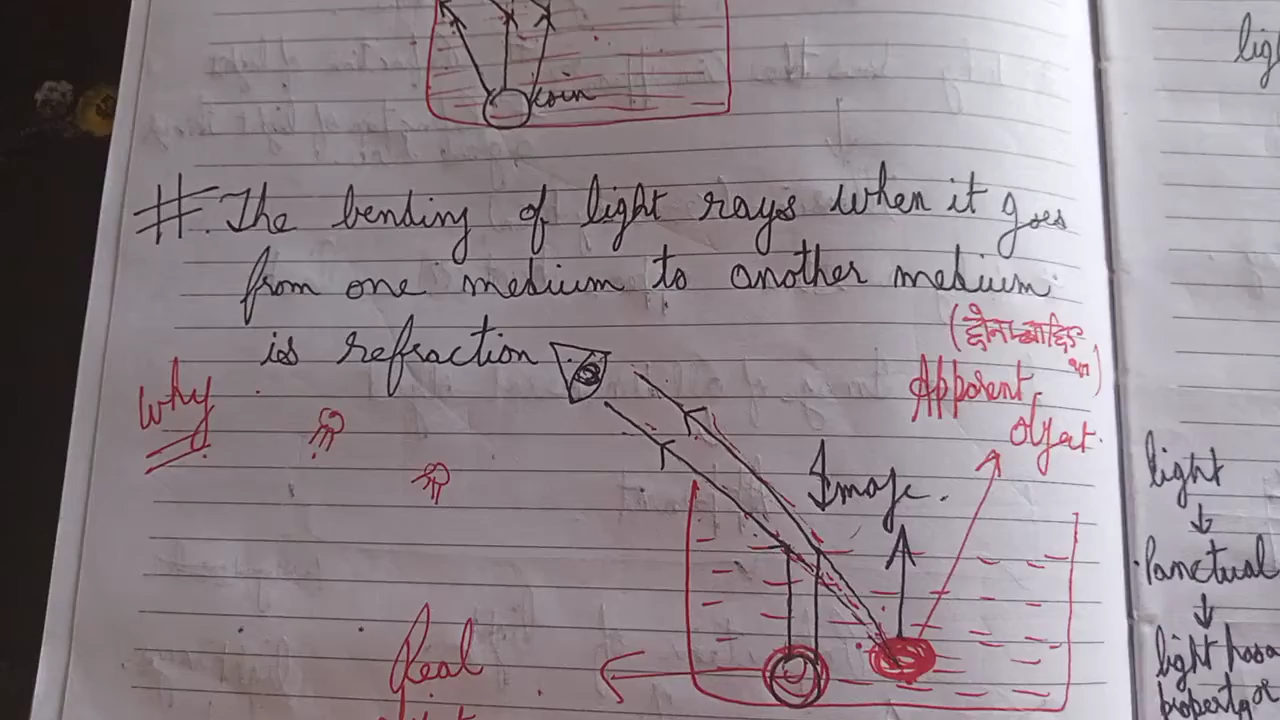 coin
#. The bending of light rays when it goes
from one medium to another medium
is refraction
Why
Apparent
object.
Image.
Real
light
↓
Panctual
↓
light has a